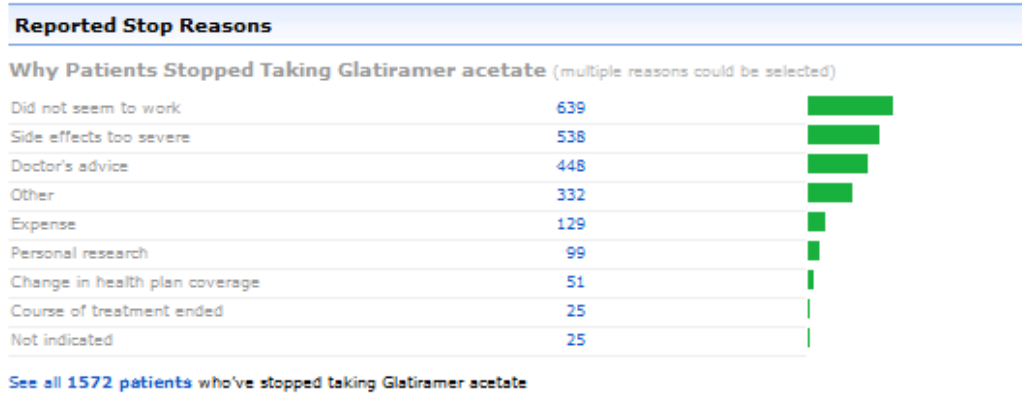 Reported Stop Reasons
Why Patients Stopped Taking Glatiramer acetate (multiple reasons could be selected)
Did not seem to work 639
Side effects too severe 538
Doctor's advice 448
Other 332
Expense 129
Personal research 99
Change in health plan coverage 51
Course of treatment ended 25
Not indicated 25
See all 1572 patients who've stopped taking Glatiramer acetate